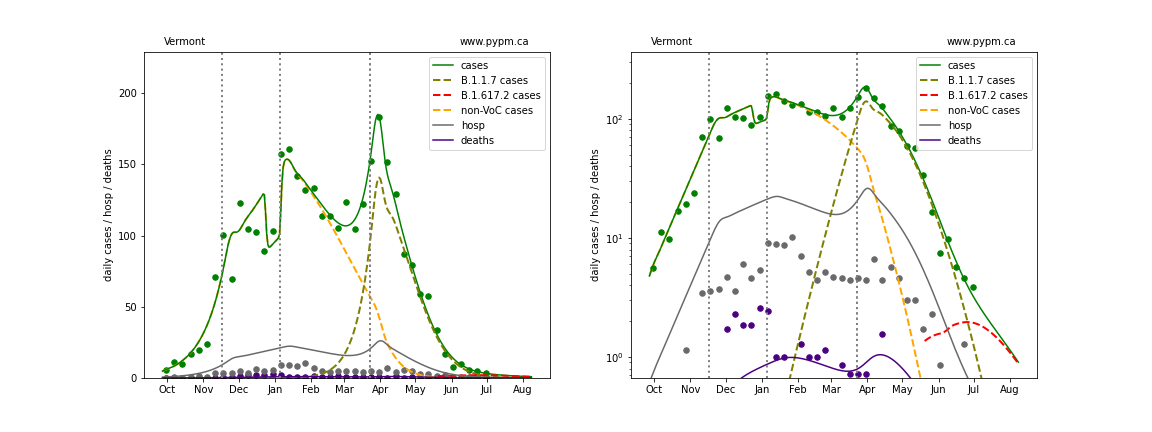 Vermont www.pypm.ca
cases
B.1.1.7 cases
B.1.617.2 cases
non-VoC cases
hosp
deaths
daily cases / hosp / deaths
200
150
100
50
0
Oct Nov Dec Jan Feb Mar Apr May Jun Jul Aug
Vermont www.pypm.ca
cases
B.1.1.7 cases
B.1.617.2 cases
non-VoC cases
hosp
deaths
daily cases / hosp / deaths
10²
10¹
10⁰
Oct Nov Dec Jan Feb Mar Apr May Jun Jul Aug